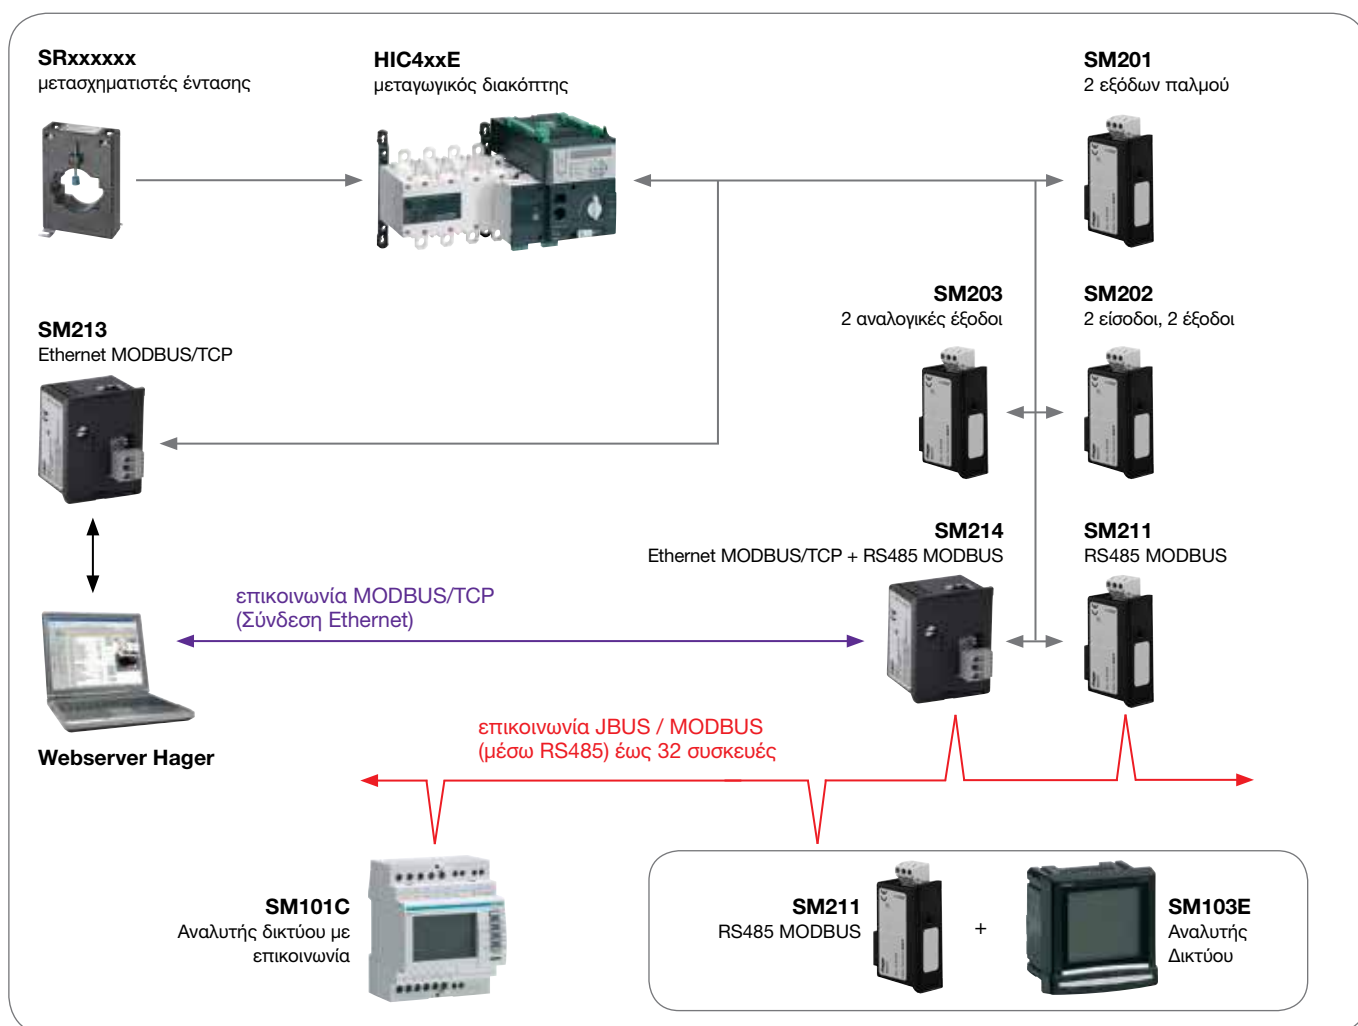 SRxxxxxx
μετασχηματιστές έντασης
HIC4xxE
μεταγωγικός διακόπτης
SM201
2 εξόδων παλμού
SM203
2 αναλογικές έξοδοι
SM202
2 είσοδοι, 2 έξοδοι
SM213
Ethernet MODBUS/TCP
SM214
Ethernet MODBUS/TCP + RS485 MODBUS
SM211
RS485 MODBUS
επικοινωνία MODBUS/TCP
(Σύνδεση Ethernet)
Webserver Hager
επικοινωνία JBUS / MODBUS
(μέσω RS485) έως 32 συσκευές
SM101C
Αναλυτής δικτύου με
επικοινωνία
SM211
RS485 MODBUS
+
SM103E
Αναλυτής
Δικτύου